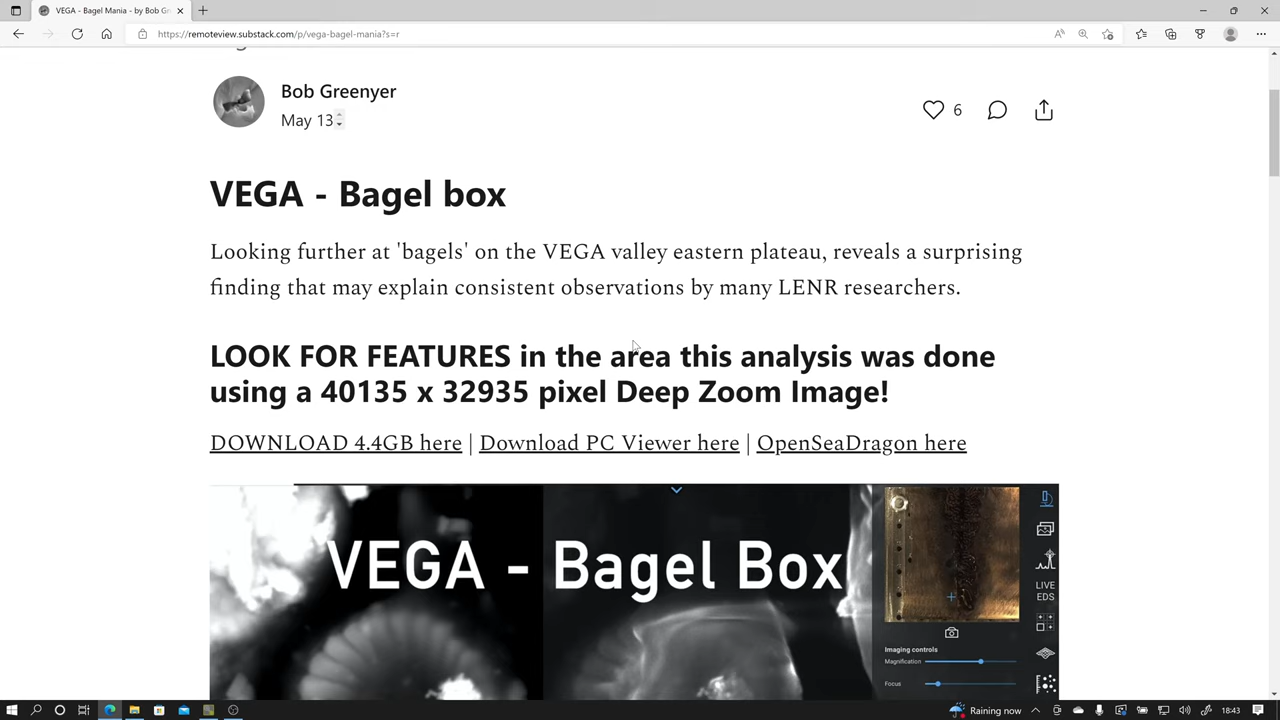 VEGA - Bagel Mania - by Bob Gr
https://remoteview.substack.com/p/vega-bagel-mania?s=r
Bob Greenyer
May 13
6
VEGA - Bagel box
Looking further at 'bagels' on the VEGA valley eastern plateau, reveals a surprising
finding that may explain consistent observations by many LENR researchers.
LOOK FOR FEATURES in the area this analysis was done
using a 40135 x 32935 pixel Deep Zoom Image!
DOWNLOAD 4.4GB here | Download PC Viewer here | OpenSeaDragon here
VEGA - Bagel Box
LIVE
EDS
Imaging controls
Magnification
Focus
Raining now
18:43